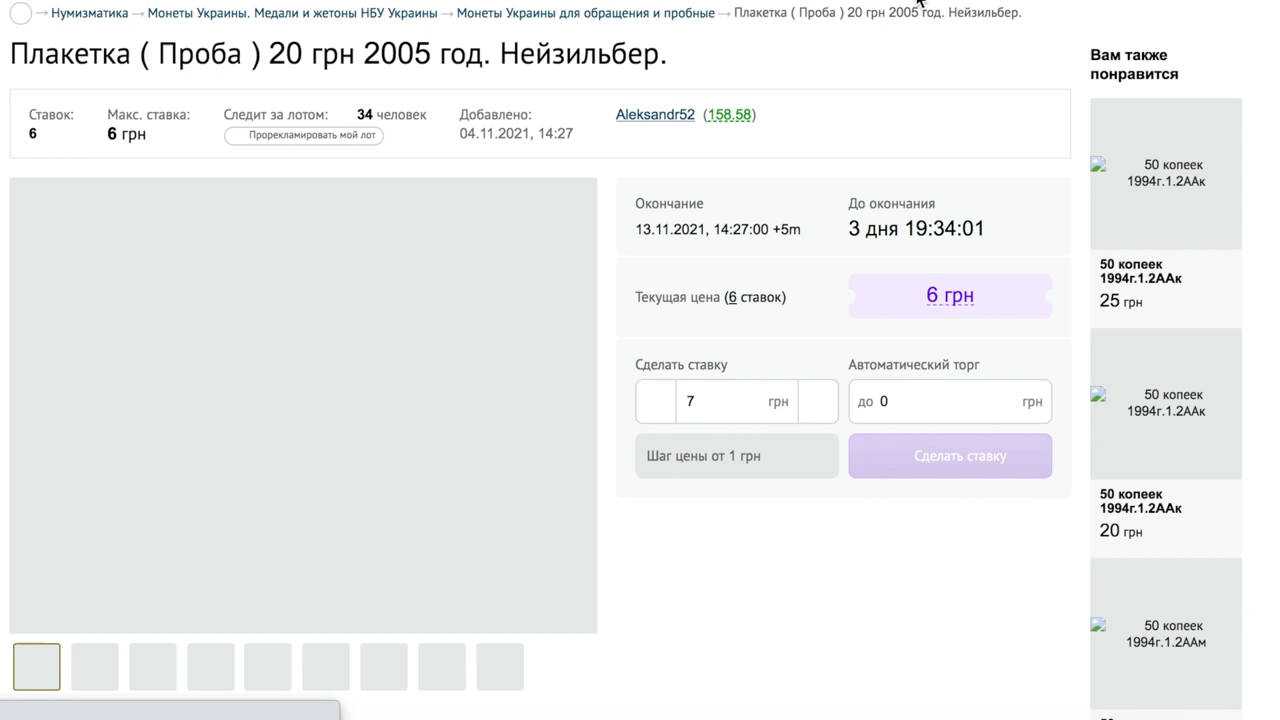 → Нумизматика → Монеты Украины. Медали и жетоны НБУ Украины → Монеты Украины для обращения и пробные → Плакетка ( Проба ) 20 грн 2005 год. Нейзильбер.
Плакетка ( Проба ) 20 грн 2005 год. Нейзильбер.
Ставок:
6
Макс. ставка:
6 грн
Следит за лотом: 34 человек
Прорекламировать мой лот
Добавлено:
04.11.2021, 14:27
Aleksandr52 (158.58)
Окончание
13.11.2021, 14:27:00 +5m
До окончания
3 дня 19:34:01
Текущая цена (6 ставок)
6 грн
Сделать ставку
7 грн
Автоматический торг
до 0 грн
Шаг цены от 1 грн
Сделать ставку
Вам также
понравится
50 копеек
1994г.1.2ААк
50 копеек
1994г.1.2ААк
25 грн
50 копеек
1994г.1.2ААк
50 копеек
1994г.1.2ААк
20 грн
50 копеек
1994г.1.2ААм